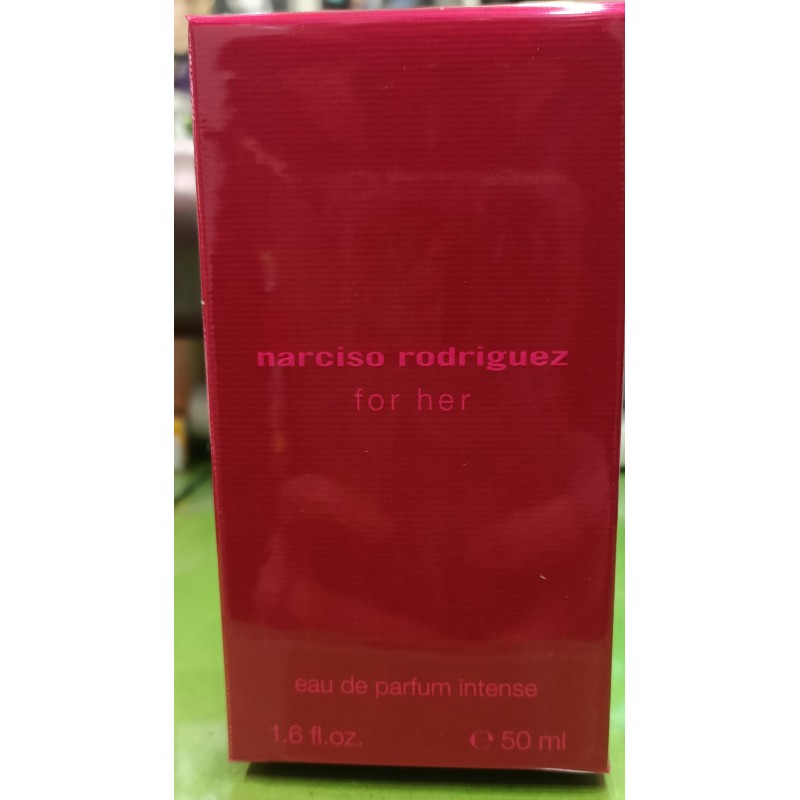 narciso rodriguez
for her
eau de parfum intense
1.6 fl.oz. ℮ 50 ml